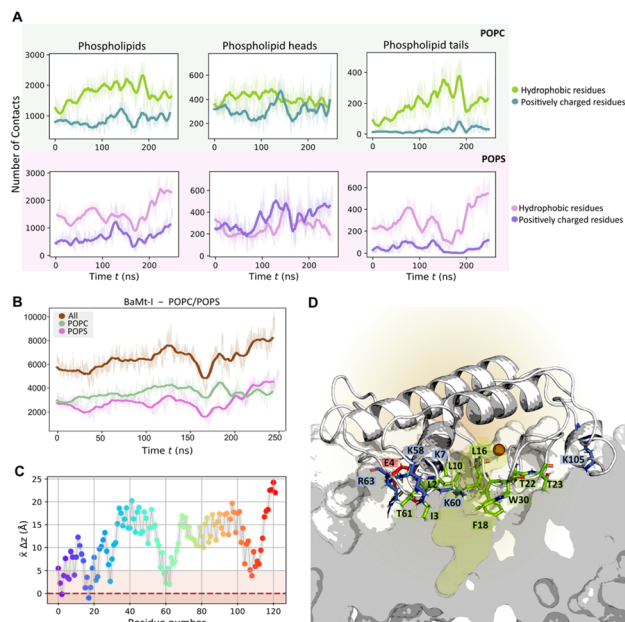 A
POPC
Phospholipids
Phospholipid heads
Phospholipid tails
Number of Contacts
3000
2000
1000
0 100 200
600
400
200
0
0 100 200
400
200
0
0 100 200
Hydrophobic residues
Positively charged residues
POPS
3000
2000
1000
0
0 100 200
600
400
200
0
0 100 200
600
400
200
0
0 100 200
Hydrophobic residues
Positively charged residues
Time t (ns)
Time t (ns)
Time t (ns)
B
BaMt-I – POPC/POPS
All
POPC
POPS
10000
8000
6000
4000
2000
0 50 100 150 200 250
Time t (ns)
C
x̄ Δz (Å)
25
20
15
10
5
0
0 20 40 60 80 100 120
Residue number
D
K58
K7
L16
E4
L10
K105
R63
L2
T22
T23
K60
W30
T61
I3
F18